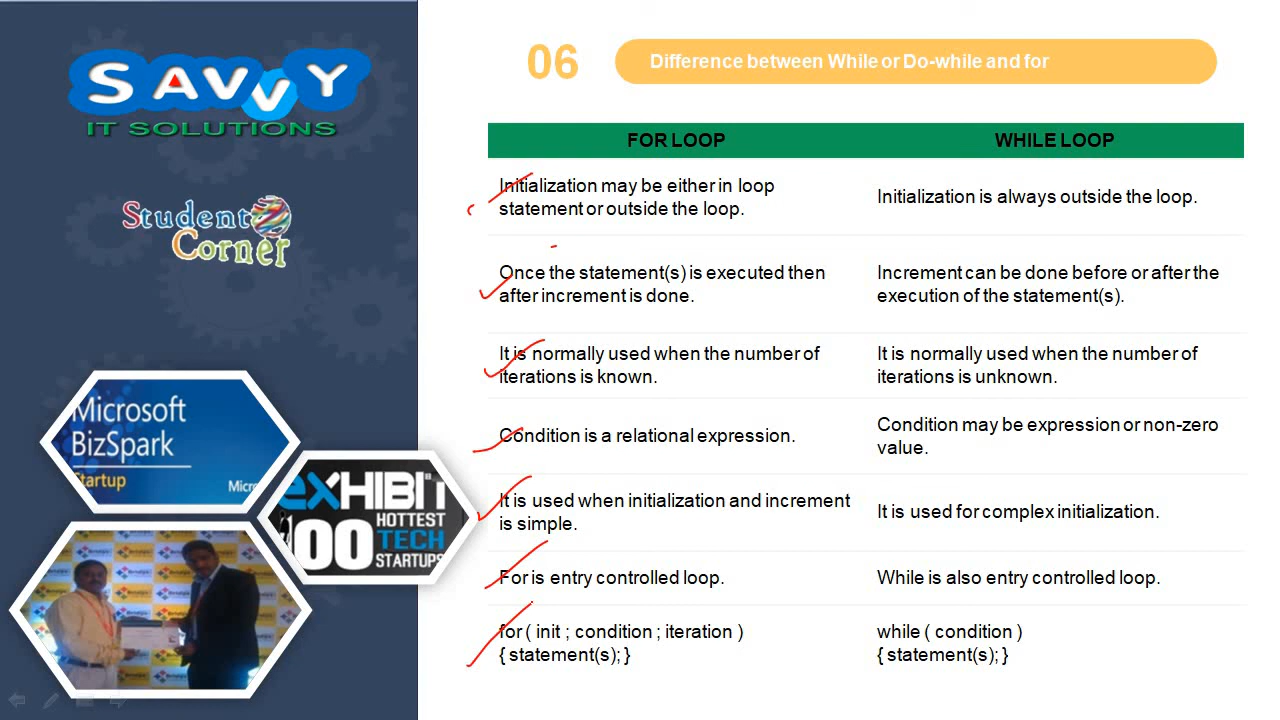 SAVVY
IT SOLUTIONS
Student
Corner
Microsoft
BizSpark
Startup
Micr
eXHIBIT
100
HOTTEST
TECH
STARTUPS
06
Difference between While or Do-while and for
FOR LOOP
WHILE LOOP
Initialization may be either in loop
statement or outside the loop.
Initialization is always outside the loop.
Once the statement(s) is executed then
after increment is done.
Increment can be done before or after the
execution of the statement(s).
It is normally used when the number of
iterations is known.
It is normally used when the number of
iterations is unknown.
Condition is a relational expression.
Condition may be expression or non-zero
value.
It is used when initialization and increment
is simple.
It is used for complex initialization.
For is entry controlled loop.
While is also entry controlled loop.
for ( init ; condition ; iteration )
{ statement(s); }
while ( condition )
{ statement(s); }